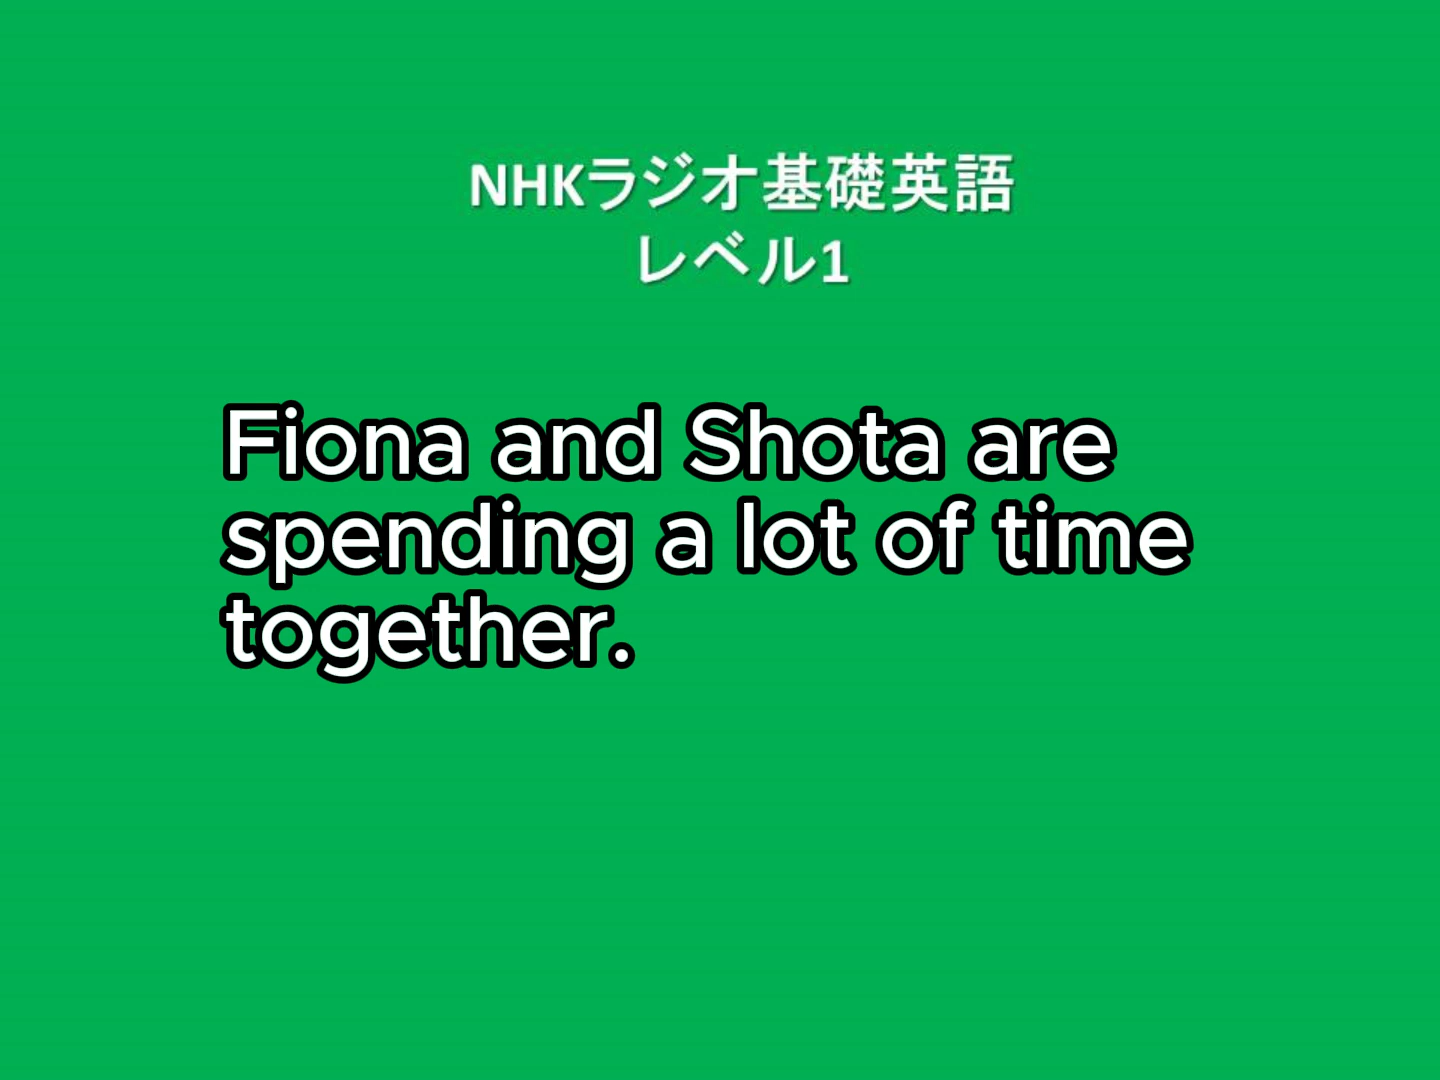 NHKラジオ基礎英語
レベル1
Fiona and Shota are
spending a lot of time
together.